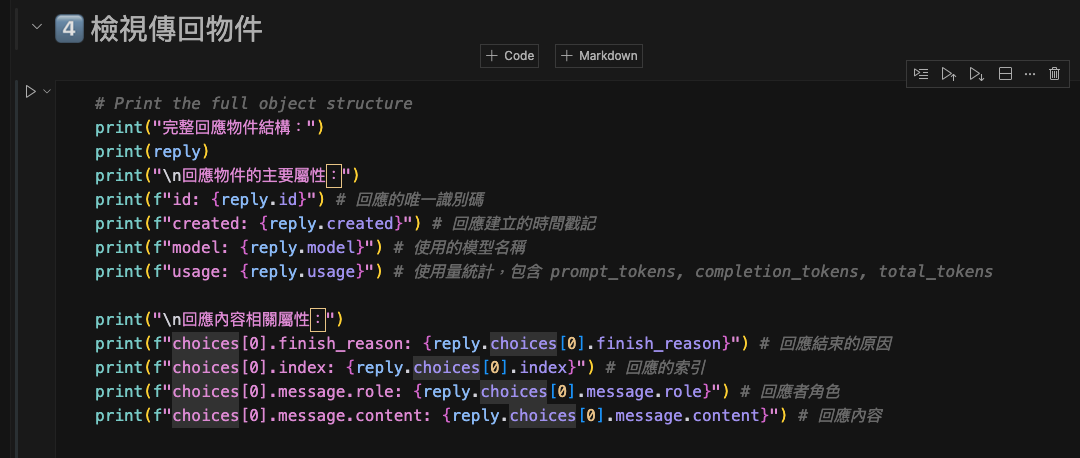 4 檢視傳回物件
+ Code + Markdown
# Print the full object structure
print("完整回應物件結構：")
print(reply)
print("\n回應物件的主要屬性：")
print(f"id: {reply.id}") # 回應的唯一識別碼
print(f"created: {reply.created}") # 回應建立的時間戳記
print(f"model: {reply.model}") # 使用的模型名稱
print(f"usage: {reply.usage}") # 使用量統計，包含 prompt_tokens, completion_tokens, total_tokens
print("\n回應內容相關屬性：")
print(f"choices[0].finish_reason: {reply.choices[0].finish_reason}") # 回應結束的原因
print(f"choices[0].index: {reply.choices[0].index}") # 回應的索引
print(f"choices[0].message.role: {reply.choices[0].message.role}") # 回應者角色
print(f"choices[0].message.content: {reply.choices[0].message.content}") # 回應內容